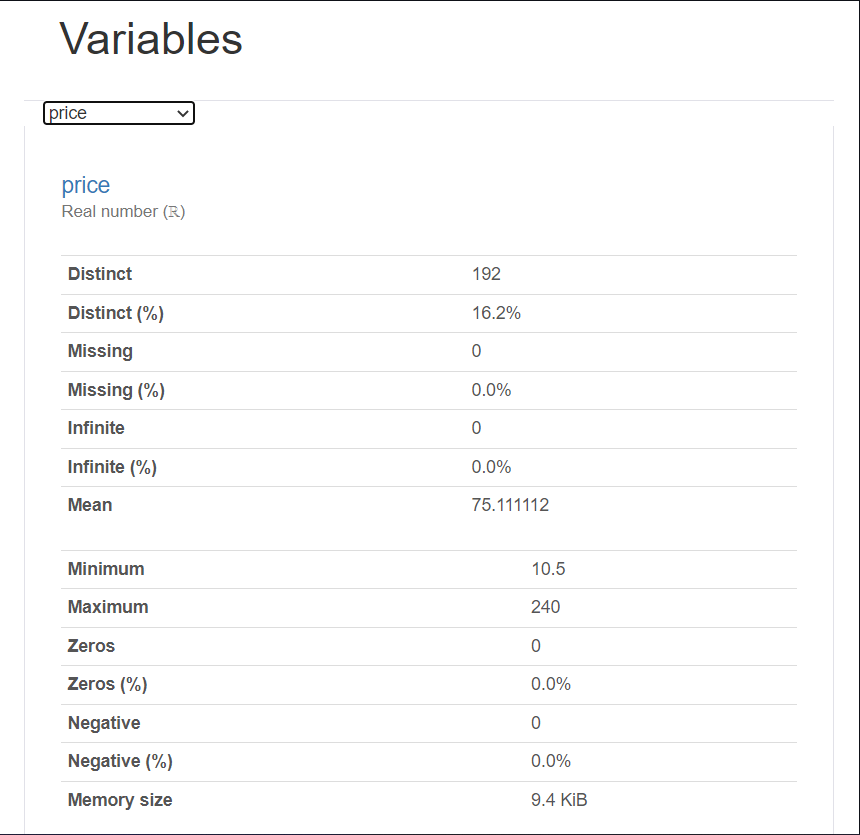 Variables
price
price
Real number (ℝ)
Distinct 192
Distinct (%) 16.2%
Missing 0
Missing (%) 0.0%
Infinite 0
Infinite (%) 0.0%
Mean 75.111112
Minimum 10.5
Maximum 240
Zeros 0
Zeros (%) 0.0%
Negative 0
Negative (%) 0.0%
Memory size 9.4 KiB